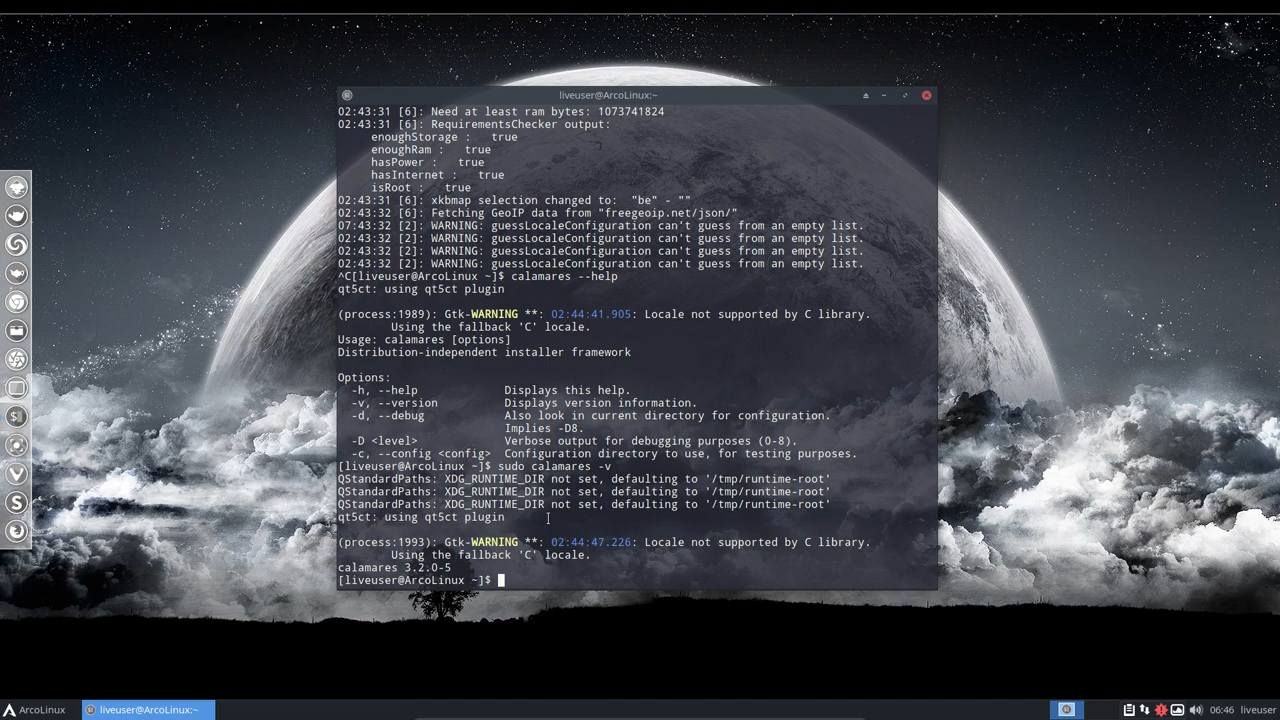 liveuser@ArcoLinux:~
02:43:31 [6]: Need at least ram bytes: 1073741824
02:43:31 [6]: RequirementsChecker output:
enoughStorage :   true
enoughRam :   true
hasPower :   true
hasInternet :   true
isRoot :   true
02:43:31 [6]: xkbmap selection changed to:  "be" - ""
02:43:32 [6]: Fetching GeoIP data from "freegeoip.net/json/"
07:43:32 [2]: WARNING: guessLocaleConfiguration can't guess from an empty list.
02:43:32 [2]: WARNING: guessLocaleConfiguration can't guess from an empty list.
02:43:32 [2]: WARNING: guessLocaleConfiguration can't guess from an empty list.
02:43:32 [2]: WARNING: guessLocaleConfiguration can't guess from an empty list.
^C[liveuser@ArcoLinux ~]$ calamares --help
qt5ct: using qt5ct plugin
(process:1989): Gtk-WARNING **: 02:44:41.905: Locale not supported by C library.
Using the fallback 'C' locale.
Usage: calamares [options]
Distribution-independent installer framework
Options:
-h, --help             Displays this help.
-v, --version          Displays version information.
-d, --debug            Also look in current directory for configuration.
Implies -D8.
-D <level>             Verbose output for debugging purposes (0-8).
-c, --config <config>  Configuration directory to use, for testing purposes.
[liveuser@ArcoLinux ~]$ sudo calamares -v
QStandardPaths: XDG_RUNTIME_DIR not set, defaulting to '/tmp/runtime-root'
QStandardPaths: XDG_RUNTIME_DIR not set, defaulting to '/tmp/runtime-root'
QStandardPaths: XDG_RUNTIME_DIR not set, defaulting to '/tmp/runtime-root'
qt5ct: using qt5ct plugin
(process:1993): Gtk-WARNING **: 02:44:47.226: Locale not supported by C library.
Using the fallback 'C' locale.
calamares 3.2.0-5
[liveuser@ArcoLinux ~]$
ArcoLinux
liveuser@ArcoLinux:~
06:46
liveuser